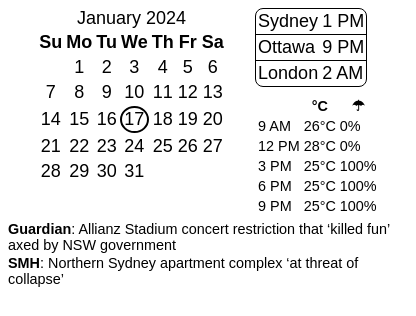 January 2024
Su Mo Tu We Th Fr Sa
1 2 3 4 5 6
7 8 9 10 11 12 13
14 15 16 17 18 19 20
21 22 23 24 25 26 27
28 29 30 31
Sydney 1 PM
Ottawa 9 PM
London 2 AM
°C ☂
9 AM 26°C 0%
12 PM 28°C 0%
3 PM 25°C 100%
6 PM 25°C 100%
9 PM 25°C 100%
Guardian: Allianz Stadium concert restriction that ‘killed fun’
axed by NSW government
SMH: Northern Sydney apartment complex ‘at threat of
collapse’